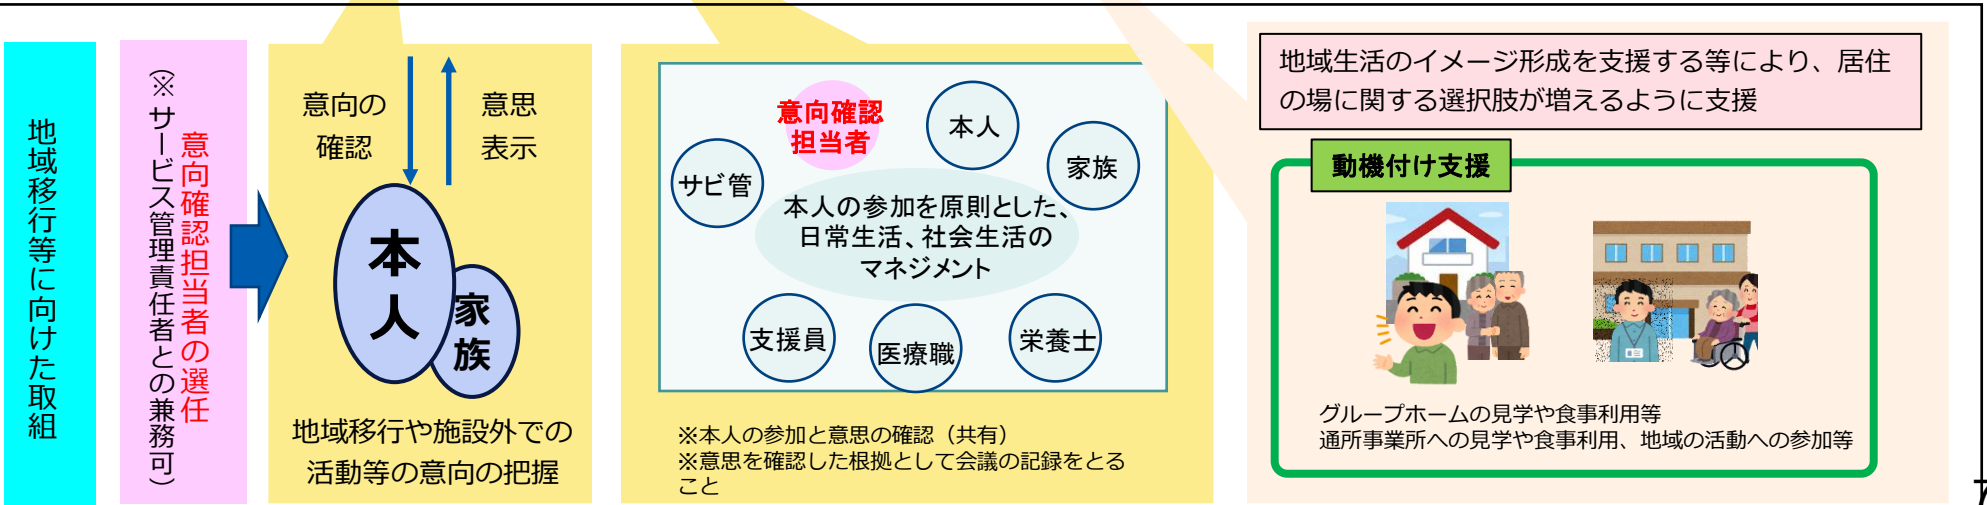 地域移行等に向けた取組
意向確認担当者の選任
（※サービス管理責任者との兼務可）
意向の
確認
意思
表示
本人
家族
地域移行や施設外での
活動等の意向の把握
意向確認
担当者
本人
家族
サビ管
本人の参加を原則とした、
日常生活、社会生活の
マネジメント
支援員
医療職
栄養士
※本人の参加と意思の確認（共有）
※意思を確認した根拠として会議の記録をとる
こと
地域生活のイメージ形成を支援する等により、居住
の場に関する選択肢が増えるように支援
動機付け支援
グループホームの見学や食事利用等
通所事業所への見学や食事利用、地域の活動への参加等